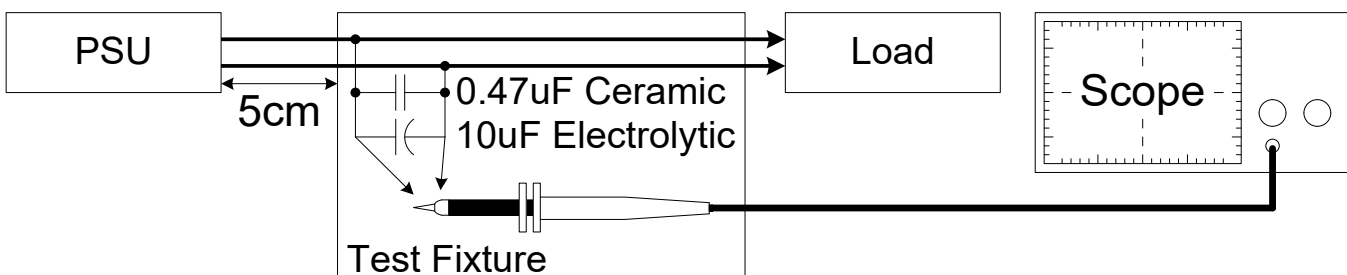 PSU
Load
Scope
5cm
0.47uF Ceramic
10uF Electrolytic
Test Fixture